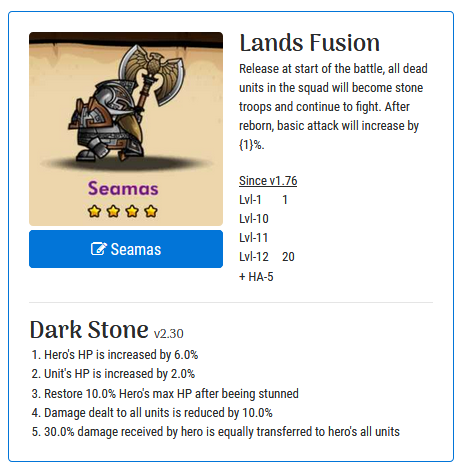 Lands Fusion
Release at start of the battle, all dead
units in the squad will become stone
troops and continue to fight. After
reborn, basic attack will increase by
{1}%.
Since v1.76
Lvl-1 1
Lvl-10
Lvl-11
Lvl-12 20
+ HA-5
Seamas
Seamas
Dark Stone v2.30
1. Hero's HP is increased by 6.0%
2. Unit's HP is increased by 2.0%
3. Restore 10.0% Hero's max HP after beeing stunned
4. Damage dealt to all units is reduced by 10.0%
5. 30.0% damage received by hero is equally transferred to hero's all units